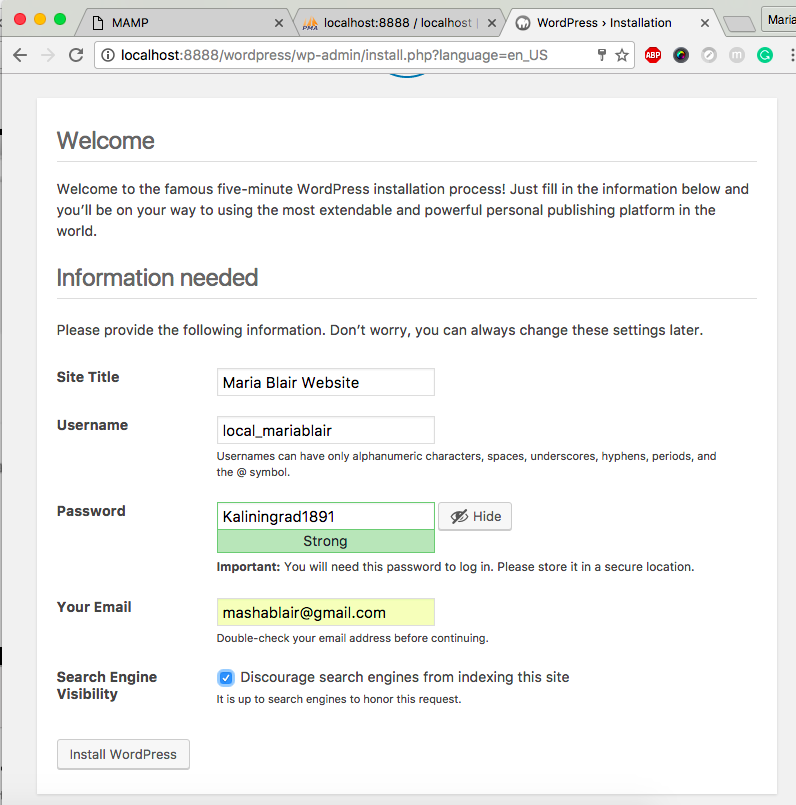 MAMP
localhost:8888 / localhost |
WordPress › Installation
Maria
localhost:8888/wordpress/wp-admin/install.php?language=en_US
ABP
Welcome
Welcome to the famous five-minute WordPress installation process! Just fill in the information below and
you’ll be on your way to using the most extendable and powerful personal publishing platform in the
world.
Information needed
Please provide the following information. Don’t worry, you can always change these settings later.
Site Title
Maria Blair Website
Username
local_mariablair
Usernames can have only alphanumeric characters, spaces, underscores, hyphens, periods, and
the @ symbol.
Password
Kaliningrad1891
Hide
Strong
Important: You will need this password to log in. Please store it in a secure location.
Your Email
mashablair@gmail.com
Double-check your email address before continuing.
Search Engine
Visibility
Discourage search engines from indexing this site
It is up to search engines to honor this request.
Install WordPress